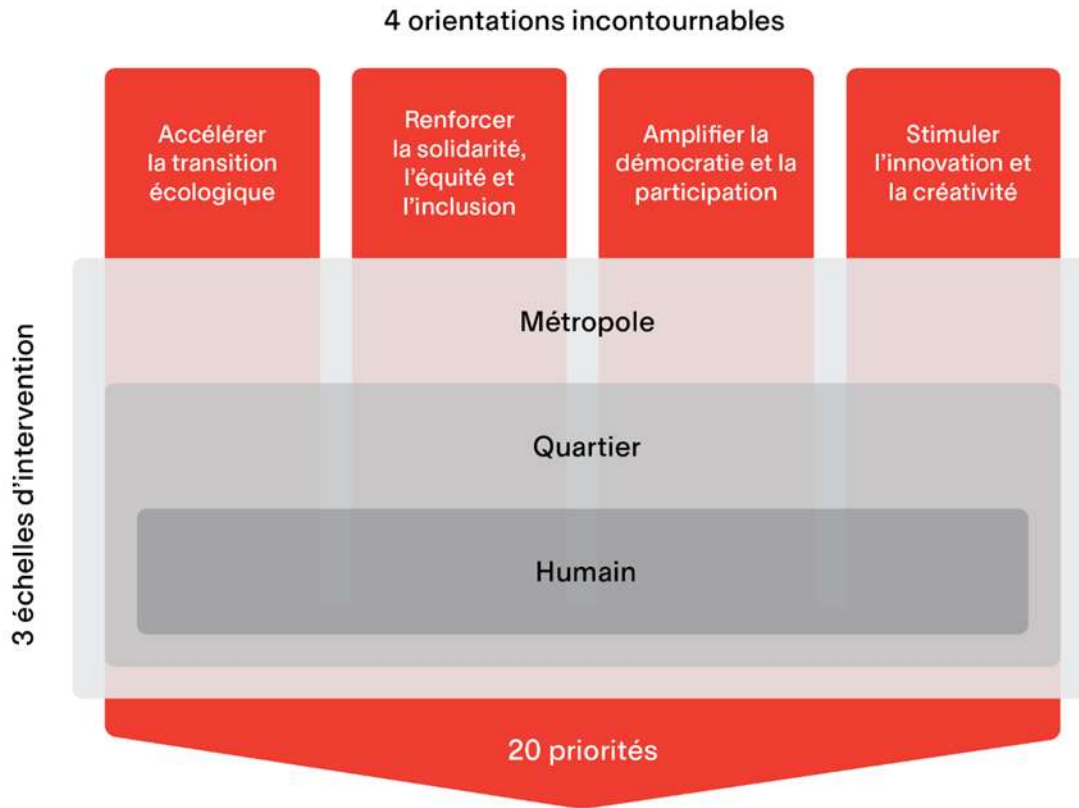 4 orientations incontournables
Accélérer
la transition
écologique
Renforcer
la solidarité,
l’équité et
l’inclusion
Amplifier la
démocratie et la
participation
Stimuler
l’innovation et
la créativité
3 échelles d’intervention
Métropole
Quartier
Humain
20 priorités